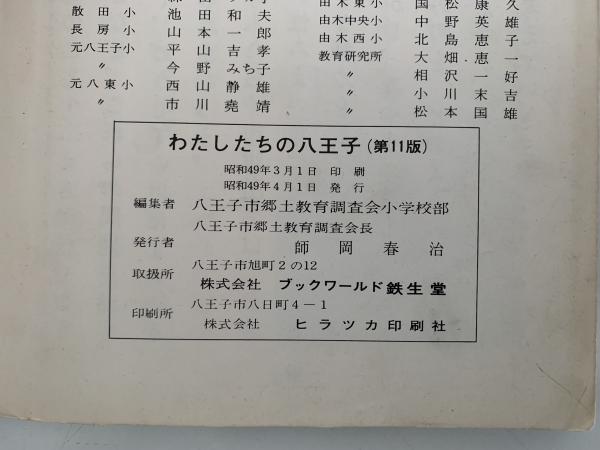 散田小 池田和夫
長房小 山本一郎
元八王子小 平山吉孝
〃 今野みち子
元八東小 西山静雄
〃 市川堯靖
由木東小 国松康久
由木中央小 中野英雄
由木西小 北島恵子
教育研究所 大畑恵一
〃 相沢一好
〃 小川末吉
〃 松本国雄
わたしたちの八王子(第11版)
昭和49年3月1日 印刷
昭和49年4月1日 発行
編集者 八王子市郷土教育調査会小学校部
八王子市郷土教育調査会長
発行者 師岡春治
八王子市旭町2の12
取扱所 株式会社 ブックワールド鉄生堂
八王子市八日町4−1
印刷所 株式会社 ヒラツカ印刷社